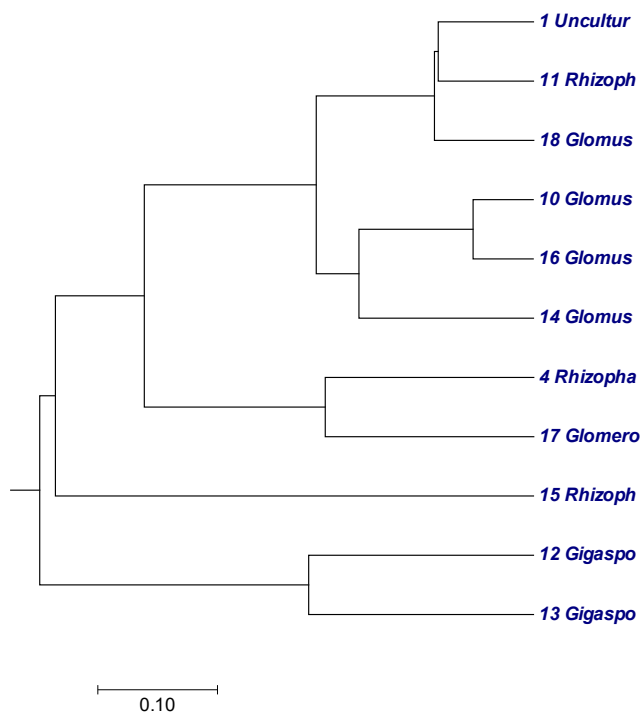 1 Uncultur
11 Rhizoph
18 Glomus
10 Glomus
16 Glomus
14 Glomus
4 Rhizopha
17 Glomero
15 Rhizoph
12 Gigaspo
13 Gigaspo
0.10